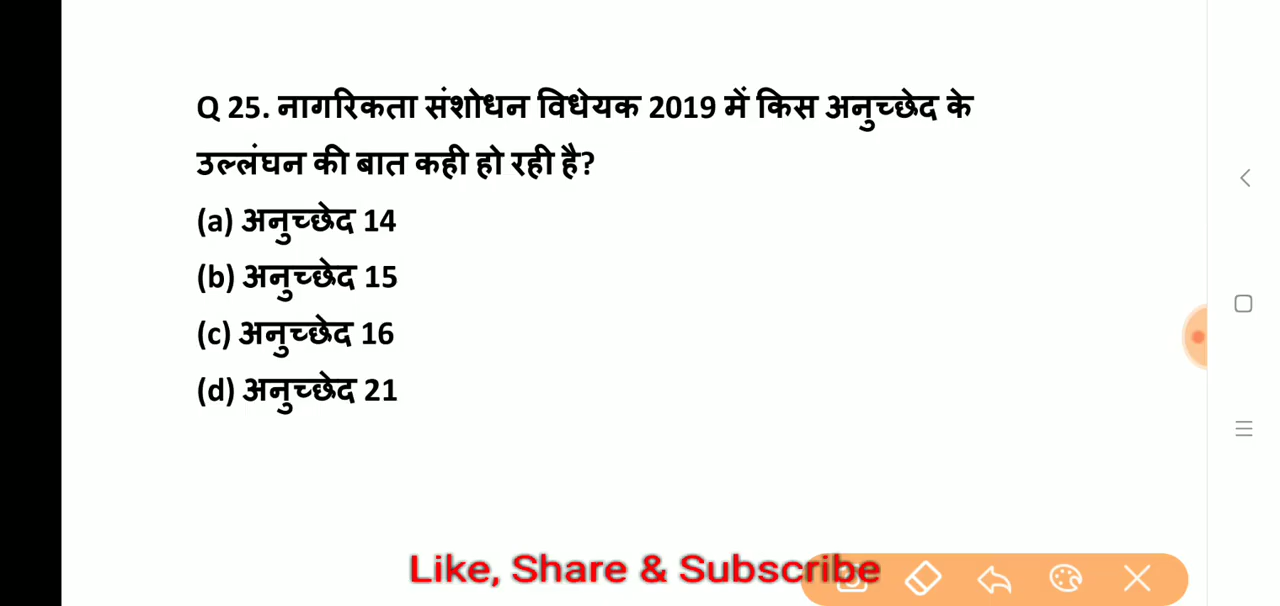 Q 25. नागरिकता संशोधन विधेयक 2019 में किस अनुच्छेद के
उल्लंघन की बात कही हो रही है?
(a) अनुच्छेद 14
(b) अनुच्छेद 15
(c) अनुच्छेद 16
(d) अनुच्छेद 21
Like, Share & Subscribe